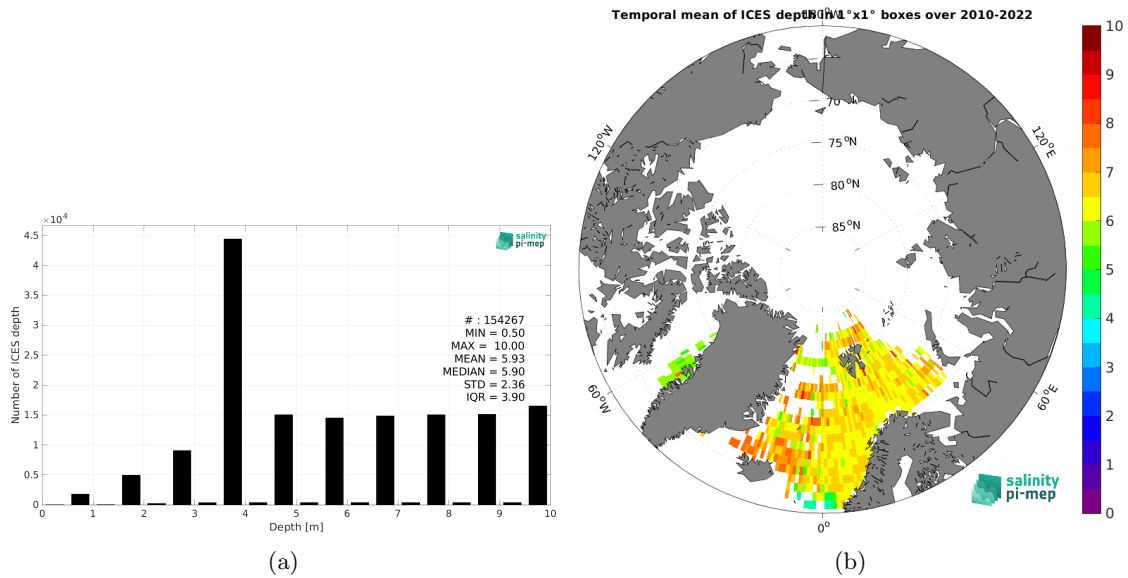 Temporal mean of ICES depth in 1°x1° boxes over 2010-2022
180°W
10
9
8
7
6
5
4
3
2
1
0
120°W
120°E
70°N
75°N
80°N
85°N
60°W
60°E
0°
salinity
pi-mep
×10⁴
4.5
4
3.5
3
2.5
2
1.5
1
0.5
0
Number of ICES depth
salinity
pi-mep
# : 154267
MIN = 0.50
MAX = 10.00
MEAN = 5.93
MEDIAN = 5.90
STD = 2.36
IQR = 3.90
0 1 2 3 4 5 6 7 8 9 10
Depth [m]
(a)
(b)